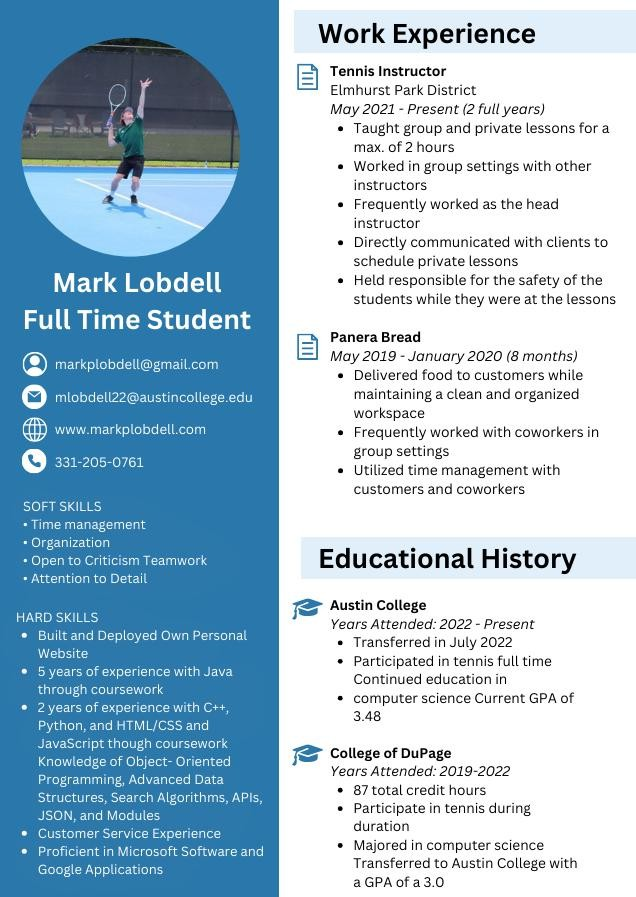 Mark Lobdell
Full Time Student
markplobdell@gmail.com
mlobdell22@austincollege.edu
www.markplobdell.com
331-205-0761
SOFT SKILLS
• Time management
• Organization
• Open to Criticism Teamwork
• Attention to Detail
HARD SKILLS
• Built and Deployed Own Personal
Website
• 5 years of experience with Java
through coursework
• 2 years of experience with C++,
Python, and HTML/CSS and
JavaScript though coursework
Knowledge of Object- Oriented
Programming, Advanced Data
Structures, Search Algorithms, APIs,
JSON, and Modules
• Customer Service Experience
• Proficient in Microsoft Software and
Google Applications
Work Experience
Tennis Instructor
Elmhurst Park District
May 2021 - Present (2 full years)
• Taught group and private lessons for a
max. of 2 hours
• Worked in group settings with other
instructors
• Frequently worked as the head
instructor
• Directly communicated with clients to
schedule private lessons
• Held responsible for the safety of the
students while they were at the lessons
Panera Bread
May 2019 - January 2020 (8 months)
• Delivered food to customers while
maintaining a clean and organized
workspace
• Frequently worked with coworkers in
group settings
• Utilized time management with
customers and coworkers
Educational History
Austin College
Years Attended: 2022 - Present
• Transferred in July 2022
• Participated in tennis full time
Continued education in
• computer science Current GPA of
3.48
College of DuPage
Years Attended: 2019-2022
• 87 total credit hours
• Participate in tennis during
duration
• Majored in computer science
Transferred to Austin College with
a GPA of a 3.0